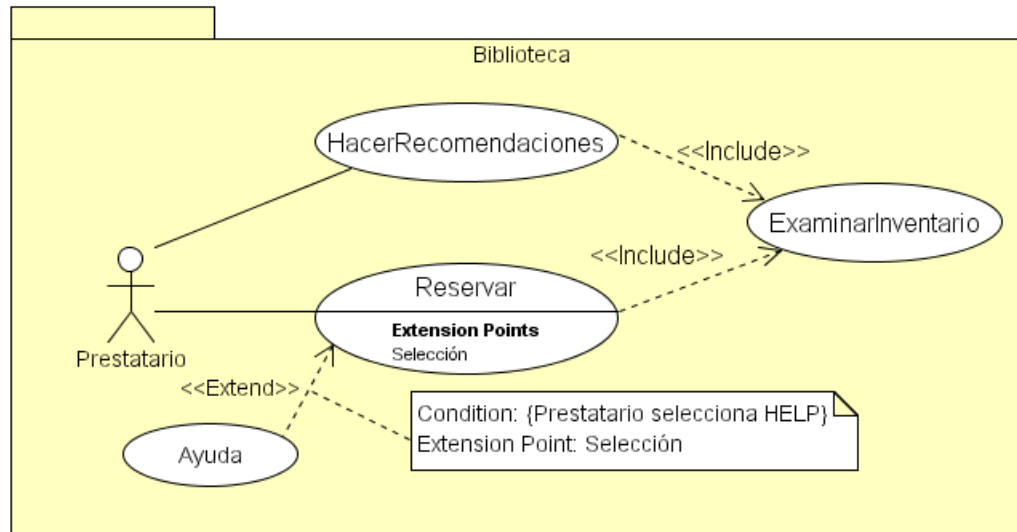 Biblioteca
HacerRecomendaciones
<<Include>>
ExaminarInventario
<<Include>>
Reservar
Extension Points
Selección
Prestatario
<<Extend>>
Condition: {Prestatario selecciona HELP}
Extension Point: Selección
Ayuda